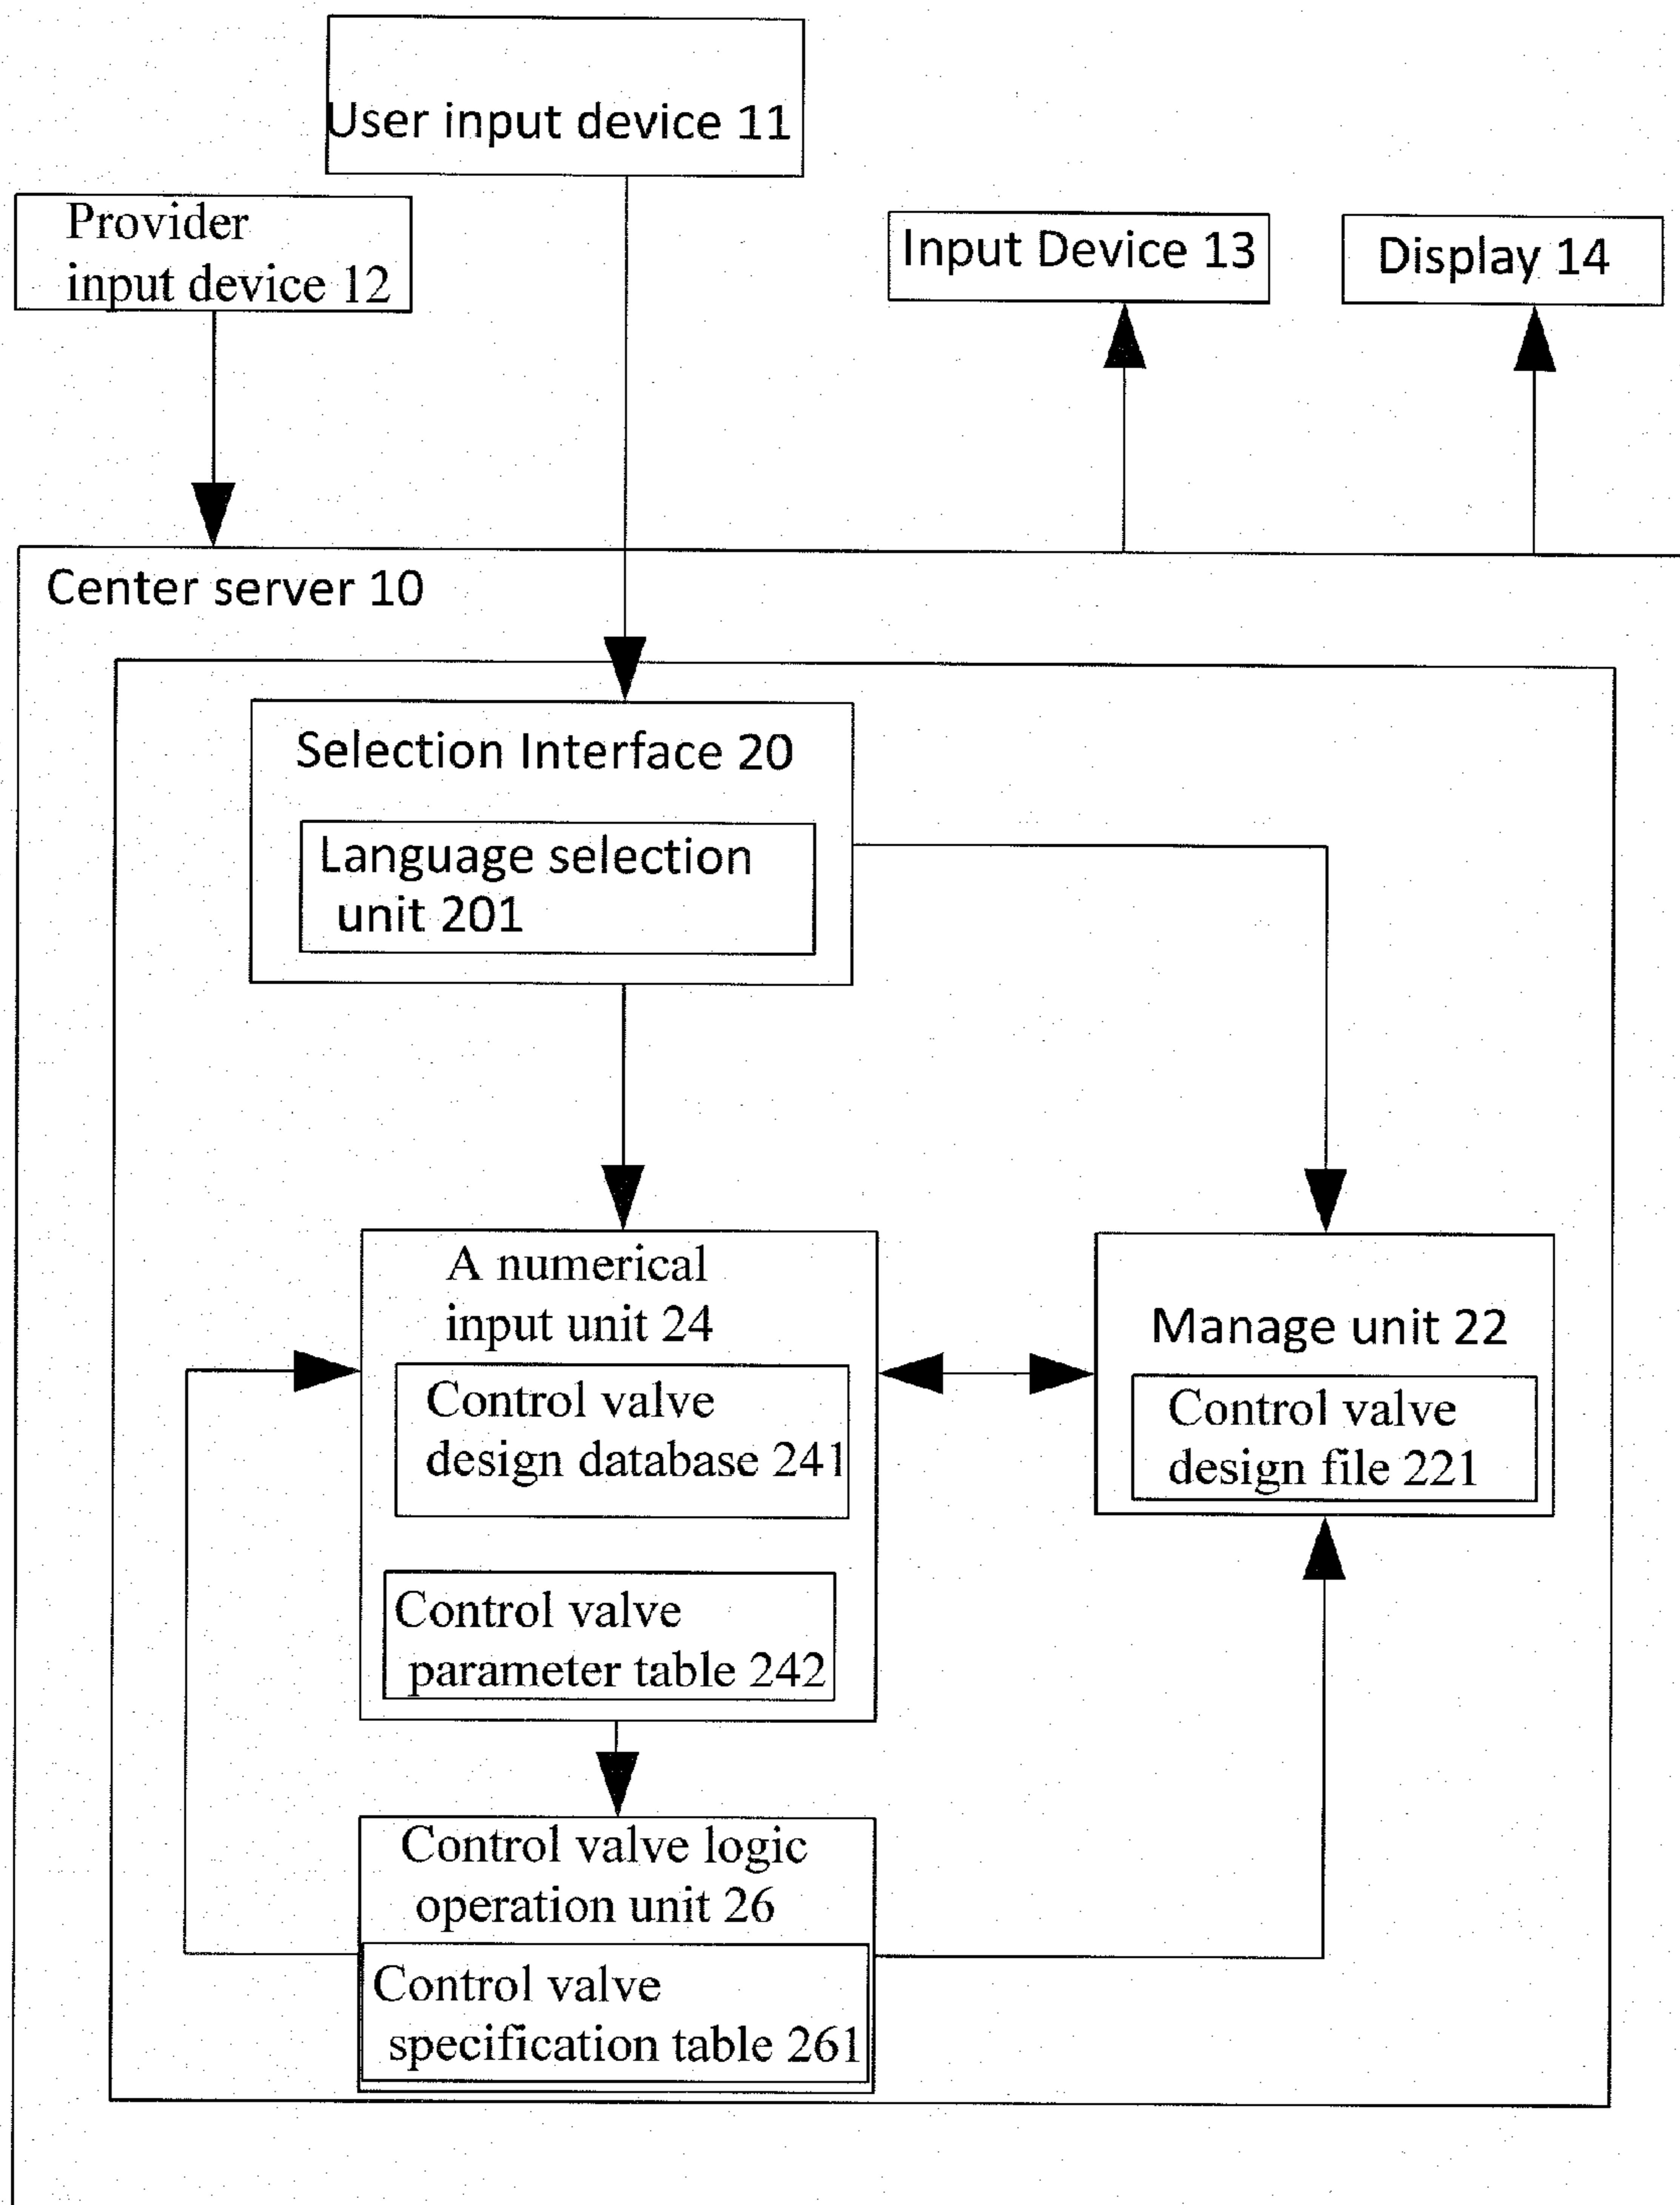 User input device 11
Provider
input device 12
Input Device 13
Display 14
Center server 10
Selection Interface 20
Language selection
unit 201
A numerical
input unit 24
Control valve
design database 241
Control valve
parameter table 242
Manage unit 22
Control valve
design file 221
Control valve logic
operation unit 26
Control valve
specification table 261